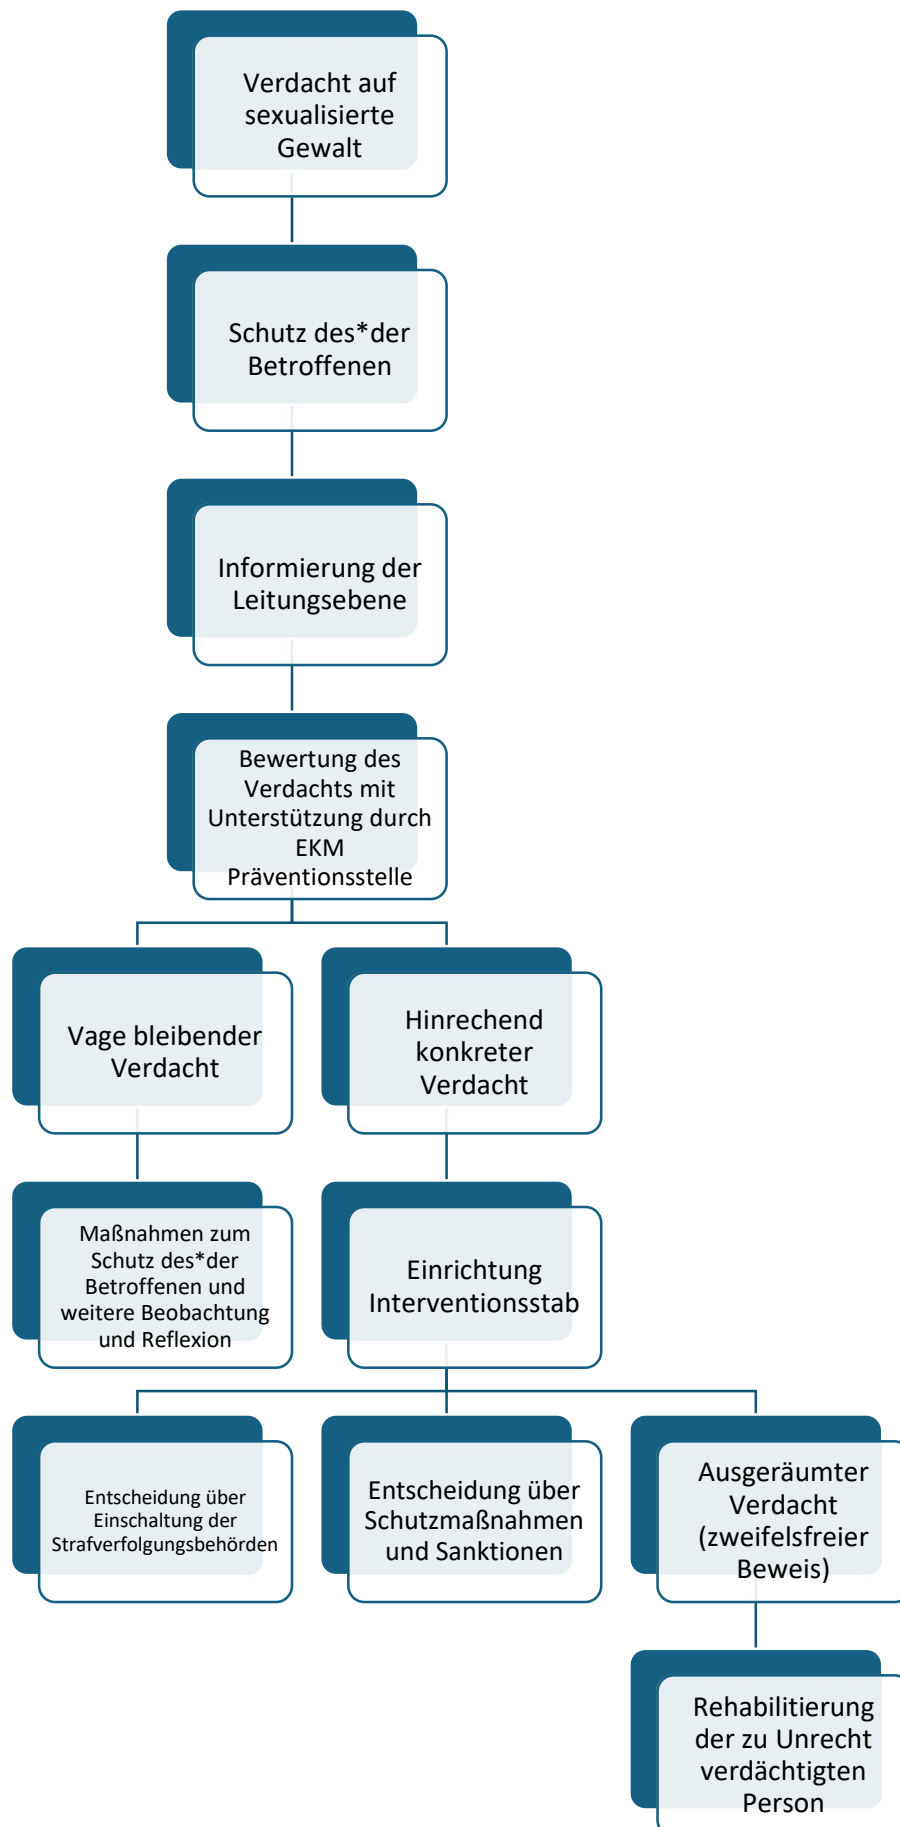 Verdacht auf
sexualisierte
Gewalt
Schutz des*der
Betroffenen
Informierung der
Leitungsebene
Bewertung des
Verdachts mit
Unterstützung durch
EKM
Präventionsstelle
Vage bleibender
Verdacht
Hinrechend
konkreter
Verdacht
Maßnahmen zum
Schutz des*der
Betroffenen und
weitere Beobachtung
und Reflexion
Einrichtung
Interventionsstab
Entscheidung über
Einschaltung der
Strafverfolgungsbehörden
Entscheidung über
Schutzmaßnahmen
und Sanktionen
Ausgeräumter
Verdacht
(zweifelsfreier
Beweis)
Rehabilitierung
der zu Unrecht
verdächtigten
Person